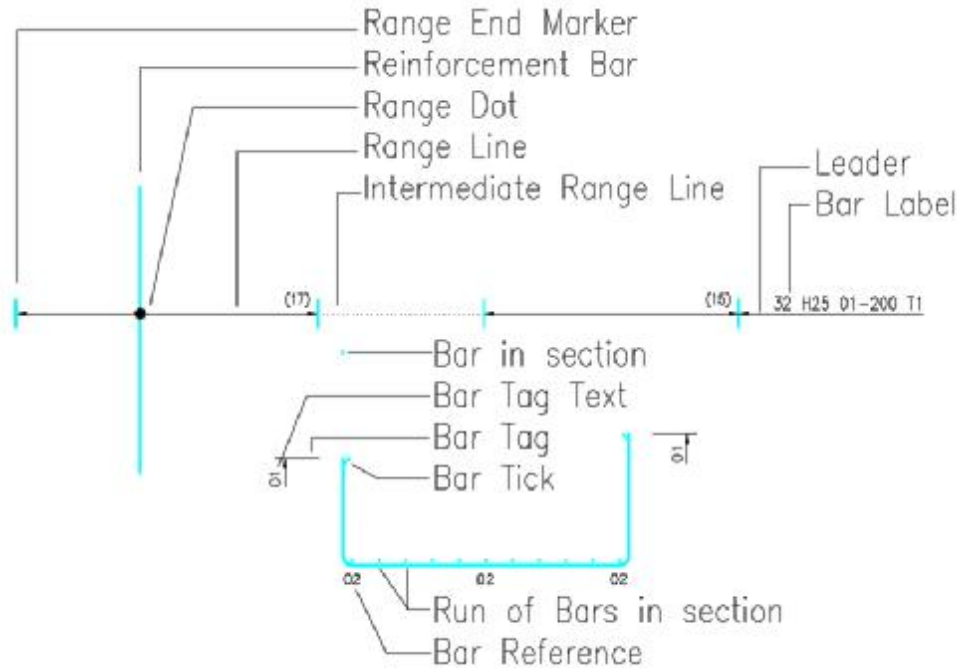 Range End Marker
Reinforcement Bar
Range Dot
Range Line
Intermediate Range Line
Leader
Bar Label
(17)
(15)
32 H25 01-200 T1
Bar in section
Bar Tag Text
Bar Tag
Bar Tick
01
01
02
02
02
Run of Bars in section
Bar Reference